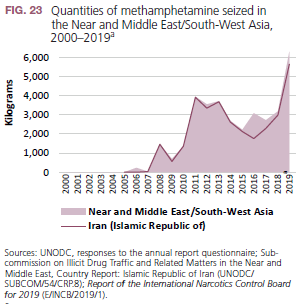 FIG. 23 Quantities of methamphetamine seized in
the Near and Middle East/South-West Asia,
2000–2019a
Kilograms
6,000
5,000
4,000
3,000
2,000
1,000
0
2000
2001
2002
2003
2004
2005
2006
2007
2008
2009
2010
2011
2012
2013
2014
2015
2016
2017
2018
2019
Near and Middle East/South-West Asia
Iran (Islamic Republic of)
Sources: UNODC, responses to the annual report questionnaire; Sub-
commission on Illicit Drug Traffic and Related Matters in the Near and
Middle East, Country Report: Islamic Republic of Iran (UNODC/
SUBCOM/54/CRP.8); Report of the International Narcotics Control Board
for 2019 (E/INCB/2019/1).